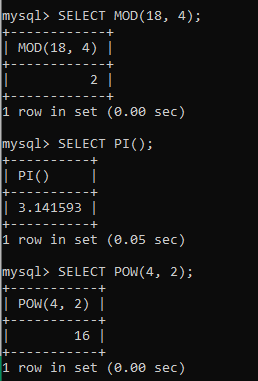 mysql> SELECT MOD(18, 4);
+------------+
| MOD(18, 4) |
+------------+
|          2 |
+------------+
1 row in set (0.00 sec)

mysql> SELECT PI();
+----------+
| PI()     |
+----------+
| 3.141593 |
+----------+
1 row in set (0.05 sec)

mysql> SELECT POW(4, 2);
+-----------+
| POW(4, 2) |
+-----------+
|        16 |
+-----------+
1 row in set (0.00 sec)